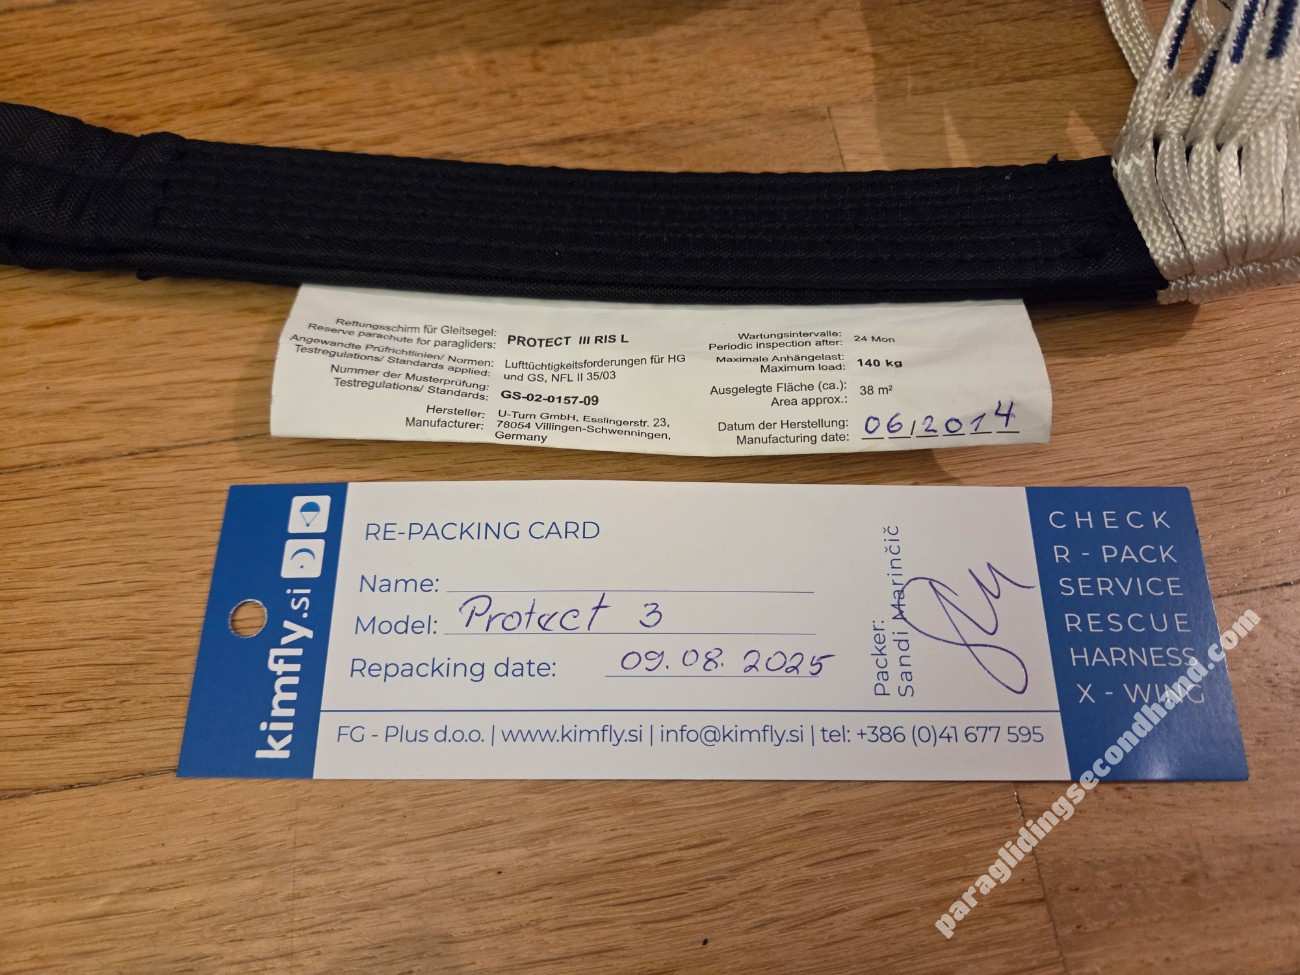 Rettungsschirm für Gleitsegel:
Reserve parachute for paragliders: PROTECT III RIS L
Angewandte Prüfrichtlinien/ Normen:
Testregulations/ Standards applied: Lufttüchtigkeitsforderungen für HG
und GS, NFL II 35/03
Nummer der Musterprüfung:
Testregulations/ Standards: GS-02-0157-09
Hersteller: U-Turn GmbH, Esslingerstr. 23,
Manufacturer: 78054 Villingen-Schwenningen,
Germany
Wartungsintervalle:
Periodic inspection after: 24 Mon
Maximale Anhängelast:
Maximum load: 140 kg
Ausgelegte Fläche (ca.):
Area approx.: 38 m²
Datum der Herstellung:
Manufacturing date: 06/2014
kimfly.si
RE-PACKING CARD
Name:
Model: Protect 3
Repacking date: 09.08.2025
Packer:
Sandi Marinčič
FG - Plus d.o.o. | www.kimfly.si | info@kimfly.si | tel: +386 (0)41 677 595
CHECK
R - PACK
SERVICE
RESCUE
HARNESS
X - WING
paraglidingsecondhand.com